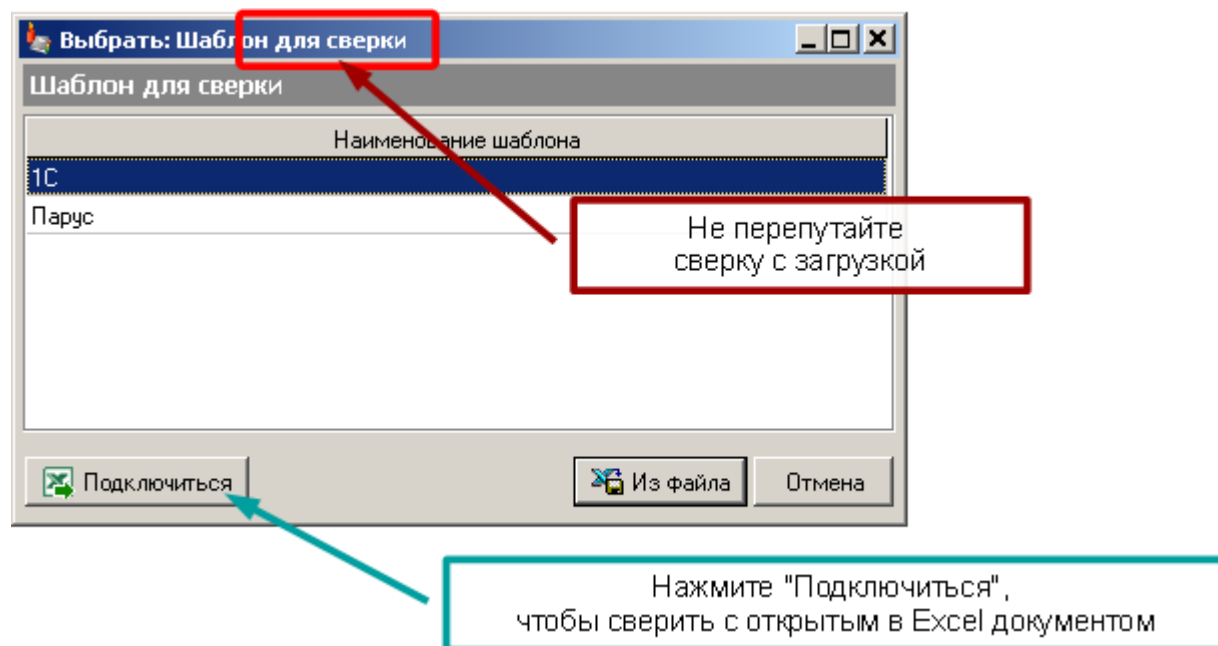 Выбрать: Шаблон для сверки
Шаблон для сверки
Наименование шаблона
1С
Парус
Не перепутайте
сверку с загрузкой
Подключиться
Из файла
Отмена
Нажмите "Подключиться",
чтобы сверить с открытым в Excel документом